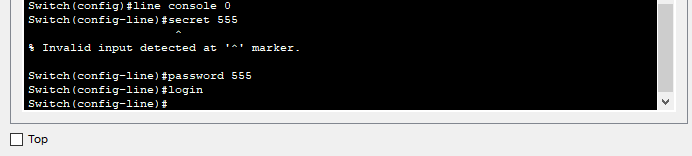 Switch(config)#line console 0
Switch(config-line)#secret 555
^
% Invalid input detected at '^' marker.
Switch(config-line)#password 555
Switch(config-line)#login
Switch(config-line)#
Top